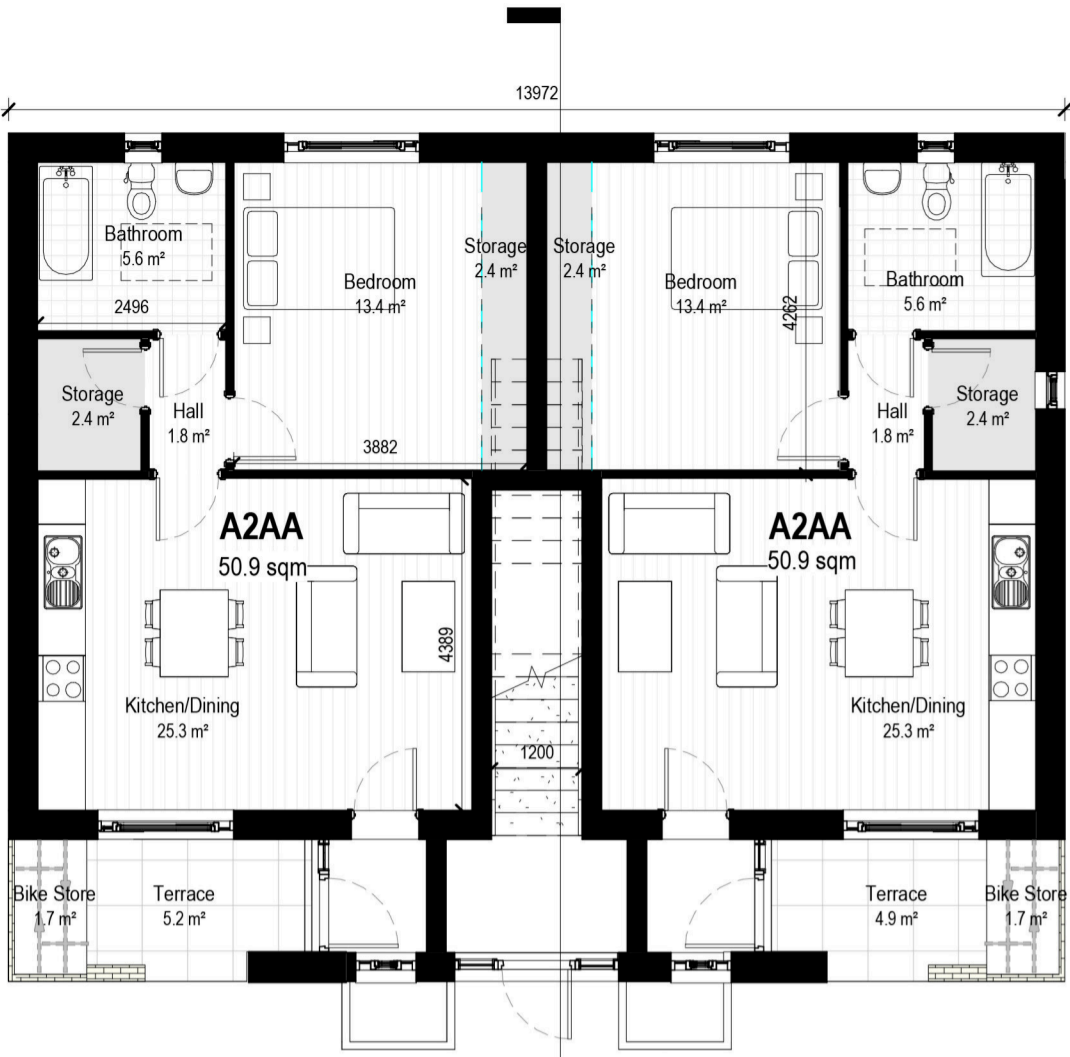 13972
Bathroom
5.6 m²
2496
Bedroom
13.4 m²
Storage
2.4 m²
Storage
2.4 m²
Bedroom
13.4 m²
4262
Bathroom
5.6 m²
Storage
2.4 m²
Hall
1.8 m²
3882
Hall
1.8 m²
Storage
2.4 m²
A2AA
50.9 sqm
A2AA
50.9 sqm
4389
Kitchen/Dining
25.3 m²
1200
Kitchen/Dining
25.3 m²
Bike Store
1.7 m²
Terrace
5.2 m²
Terrace
4.9 m²
Bike Store
1.7 m²